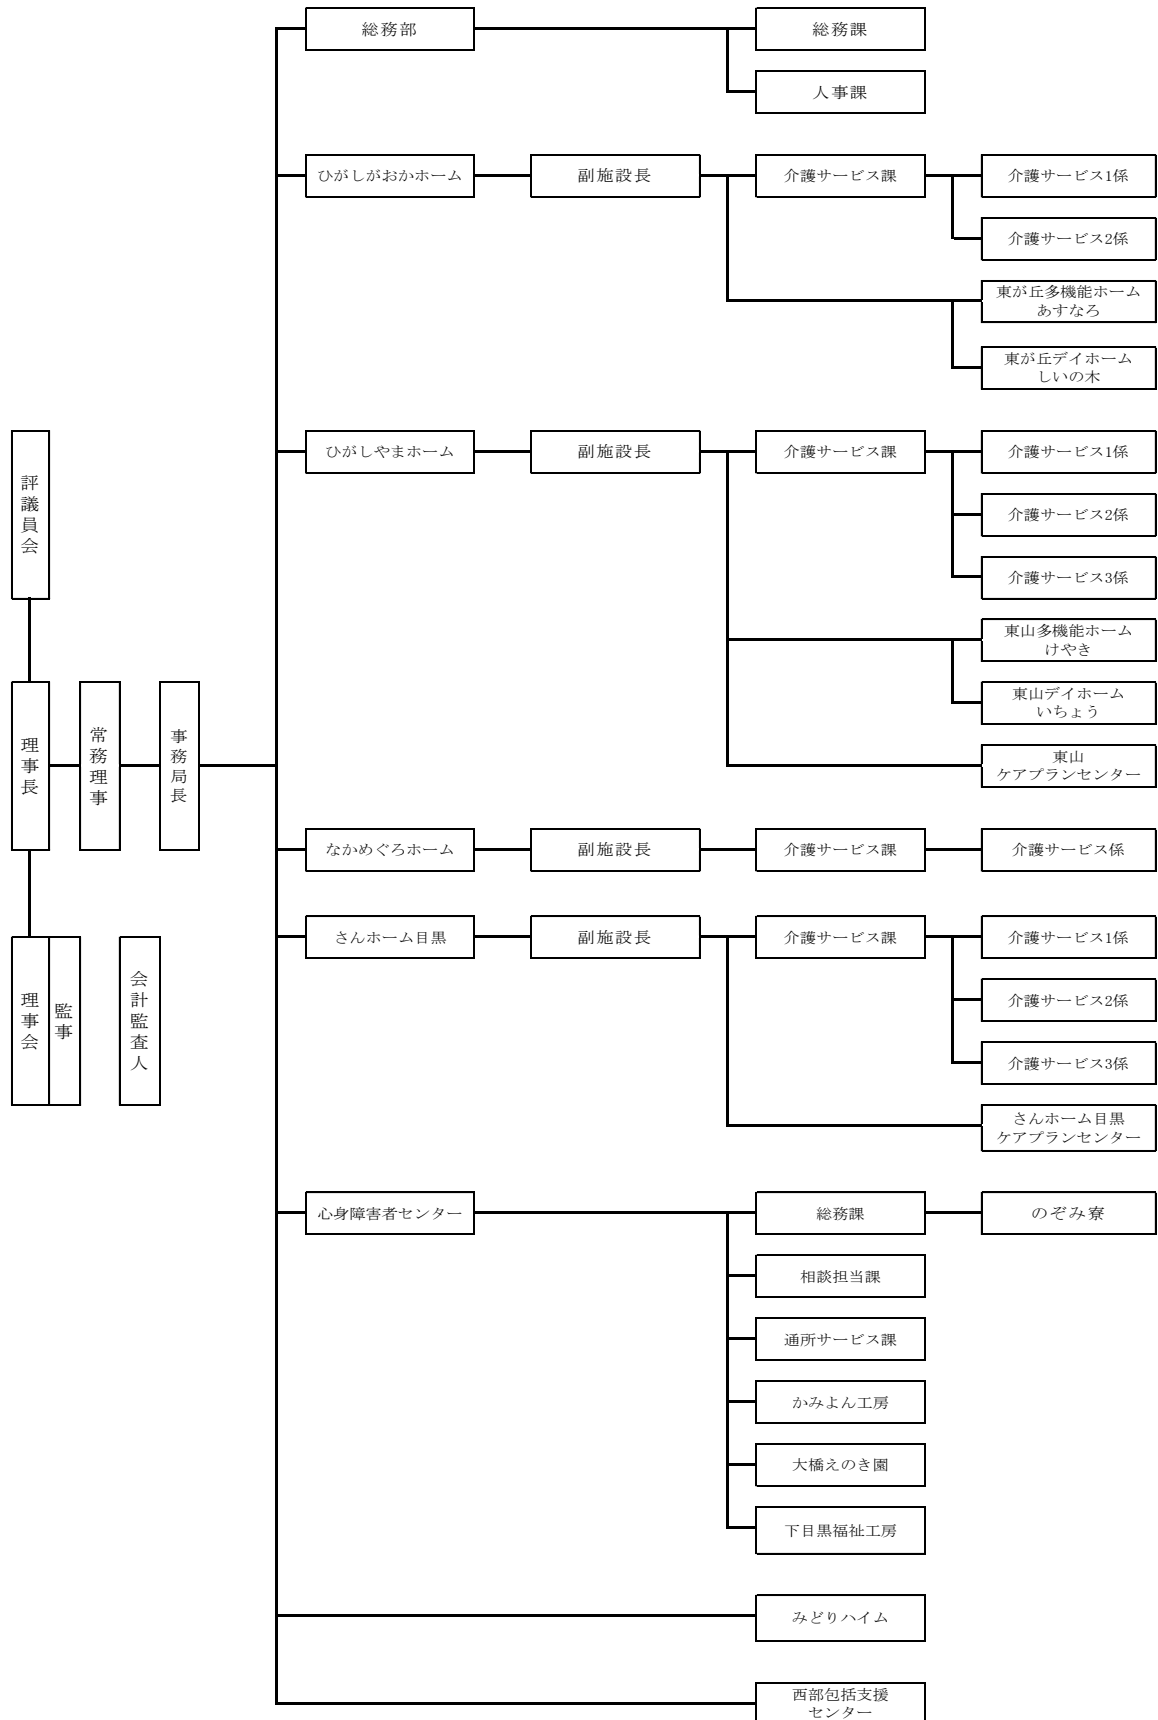 評議員会
理事長
常務理事
事務局長
理事会
監事
会計監査人
総務部
総務課
人事課
ひがしがおかホーム
副施設長
介護サービス課
介護サービス1係
介護サービス2係
東が丘多機能ホーム
あすなろ
東が丘デイホーム
しいの木
ひがしやまホーム
副施設長
介護サービス課
介護サービス1係
介護サービス2係
介護サービス3係
東山多機能ホーム
けやき
東山デイホーム
いちょう
東山
ケアプランセンター
なかめぐろホーム
副施設長
介護サービス課
介護サービス係
さんホーム目黒
副施設長
介護サービス課
介護サービス1係
介護サービス2係
介護サービス3係
さんホーム目黒
ケアプランセンター
心身障害者センター
総務課
のぞみ寮
相談担当課
通所サービス課
かみよん工房
大橋えのき園
下目黒福祉工房
みどりハイム
西部包括支援
センター